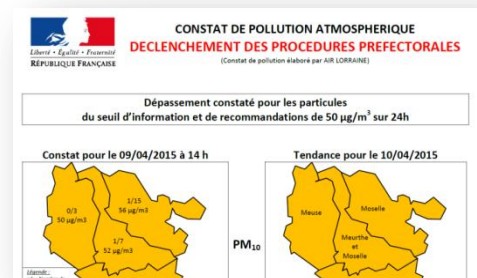 CONSTAT DE POLLUTION ATMOSPHERIQUE
DECLENCHEMENT DES PROCEDURES PREFECTORALES
(Constat de pollution élaboré par AIR LORRAINE)
Liberté • Égalité • Fraternité
RÉPUBLIQUE FRANÇAISE
Dépassement constaté pour les particules
du seuil d'information et de recommandations de 50 µg/m³ sur 24h
Constat pour le 09/04/2015 à 14 h
0/3
50 µg/m3
1/15
56 µg/m3
1/7
52 µg/m3
Légende :
PM₁₀
Tendance pour le 10/04/2015
Meuse
Moselle
Meurthe
et
Moselle